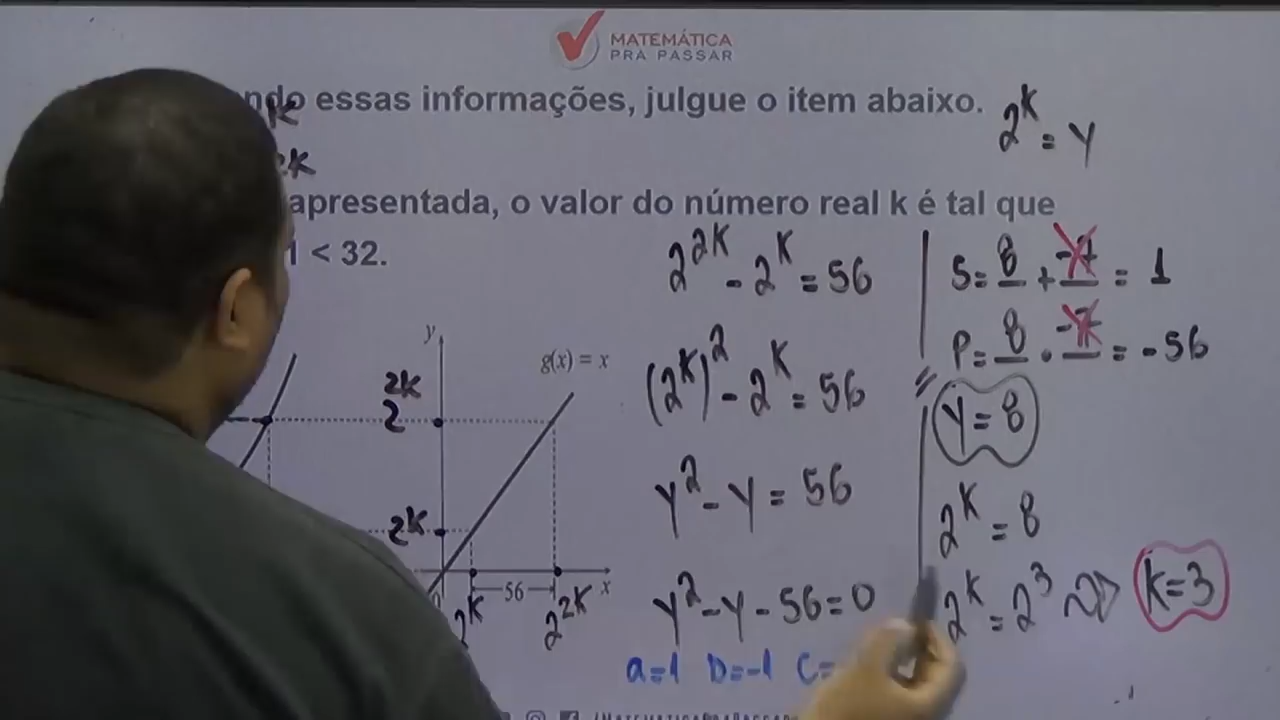 MATEMÁTICA
PRA PASSAR
essas informações, julgue o item abaixo.
2^K = Y
K
2K
apresentada, o valor do número real k é tal que
< 32.
2^{2K} - 2^K = 56
(2^K)^2 - 2^K = 56
Y^2 - Y = 56
Y^2 - Y - 56 = 0
a=1 b=-1 C=
S= 8 + -7 = 1
P= 8 . -7 = -56
Y=8
2^K = 8
2^K = 2^3 ⇒ K=3
y
g(x) = x
2^{2K}
2^K
56
x
2^K
2^{2K}